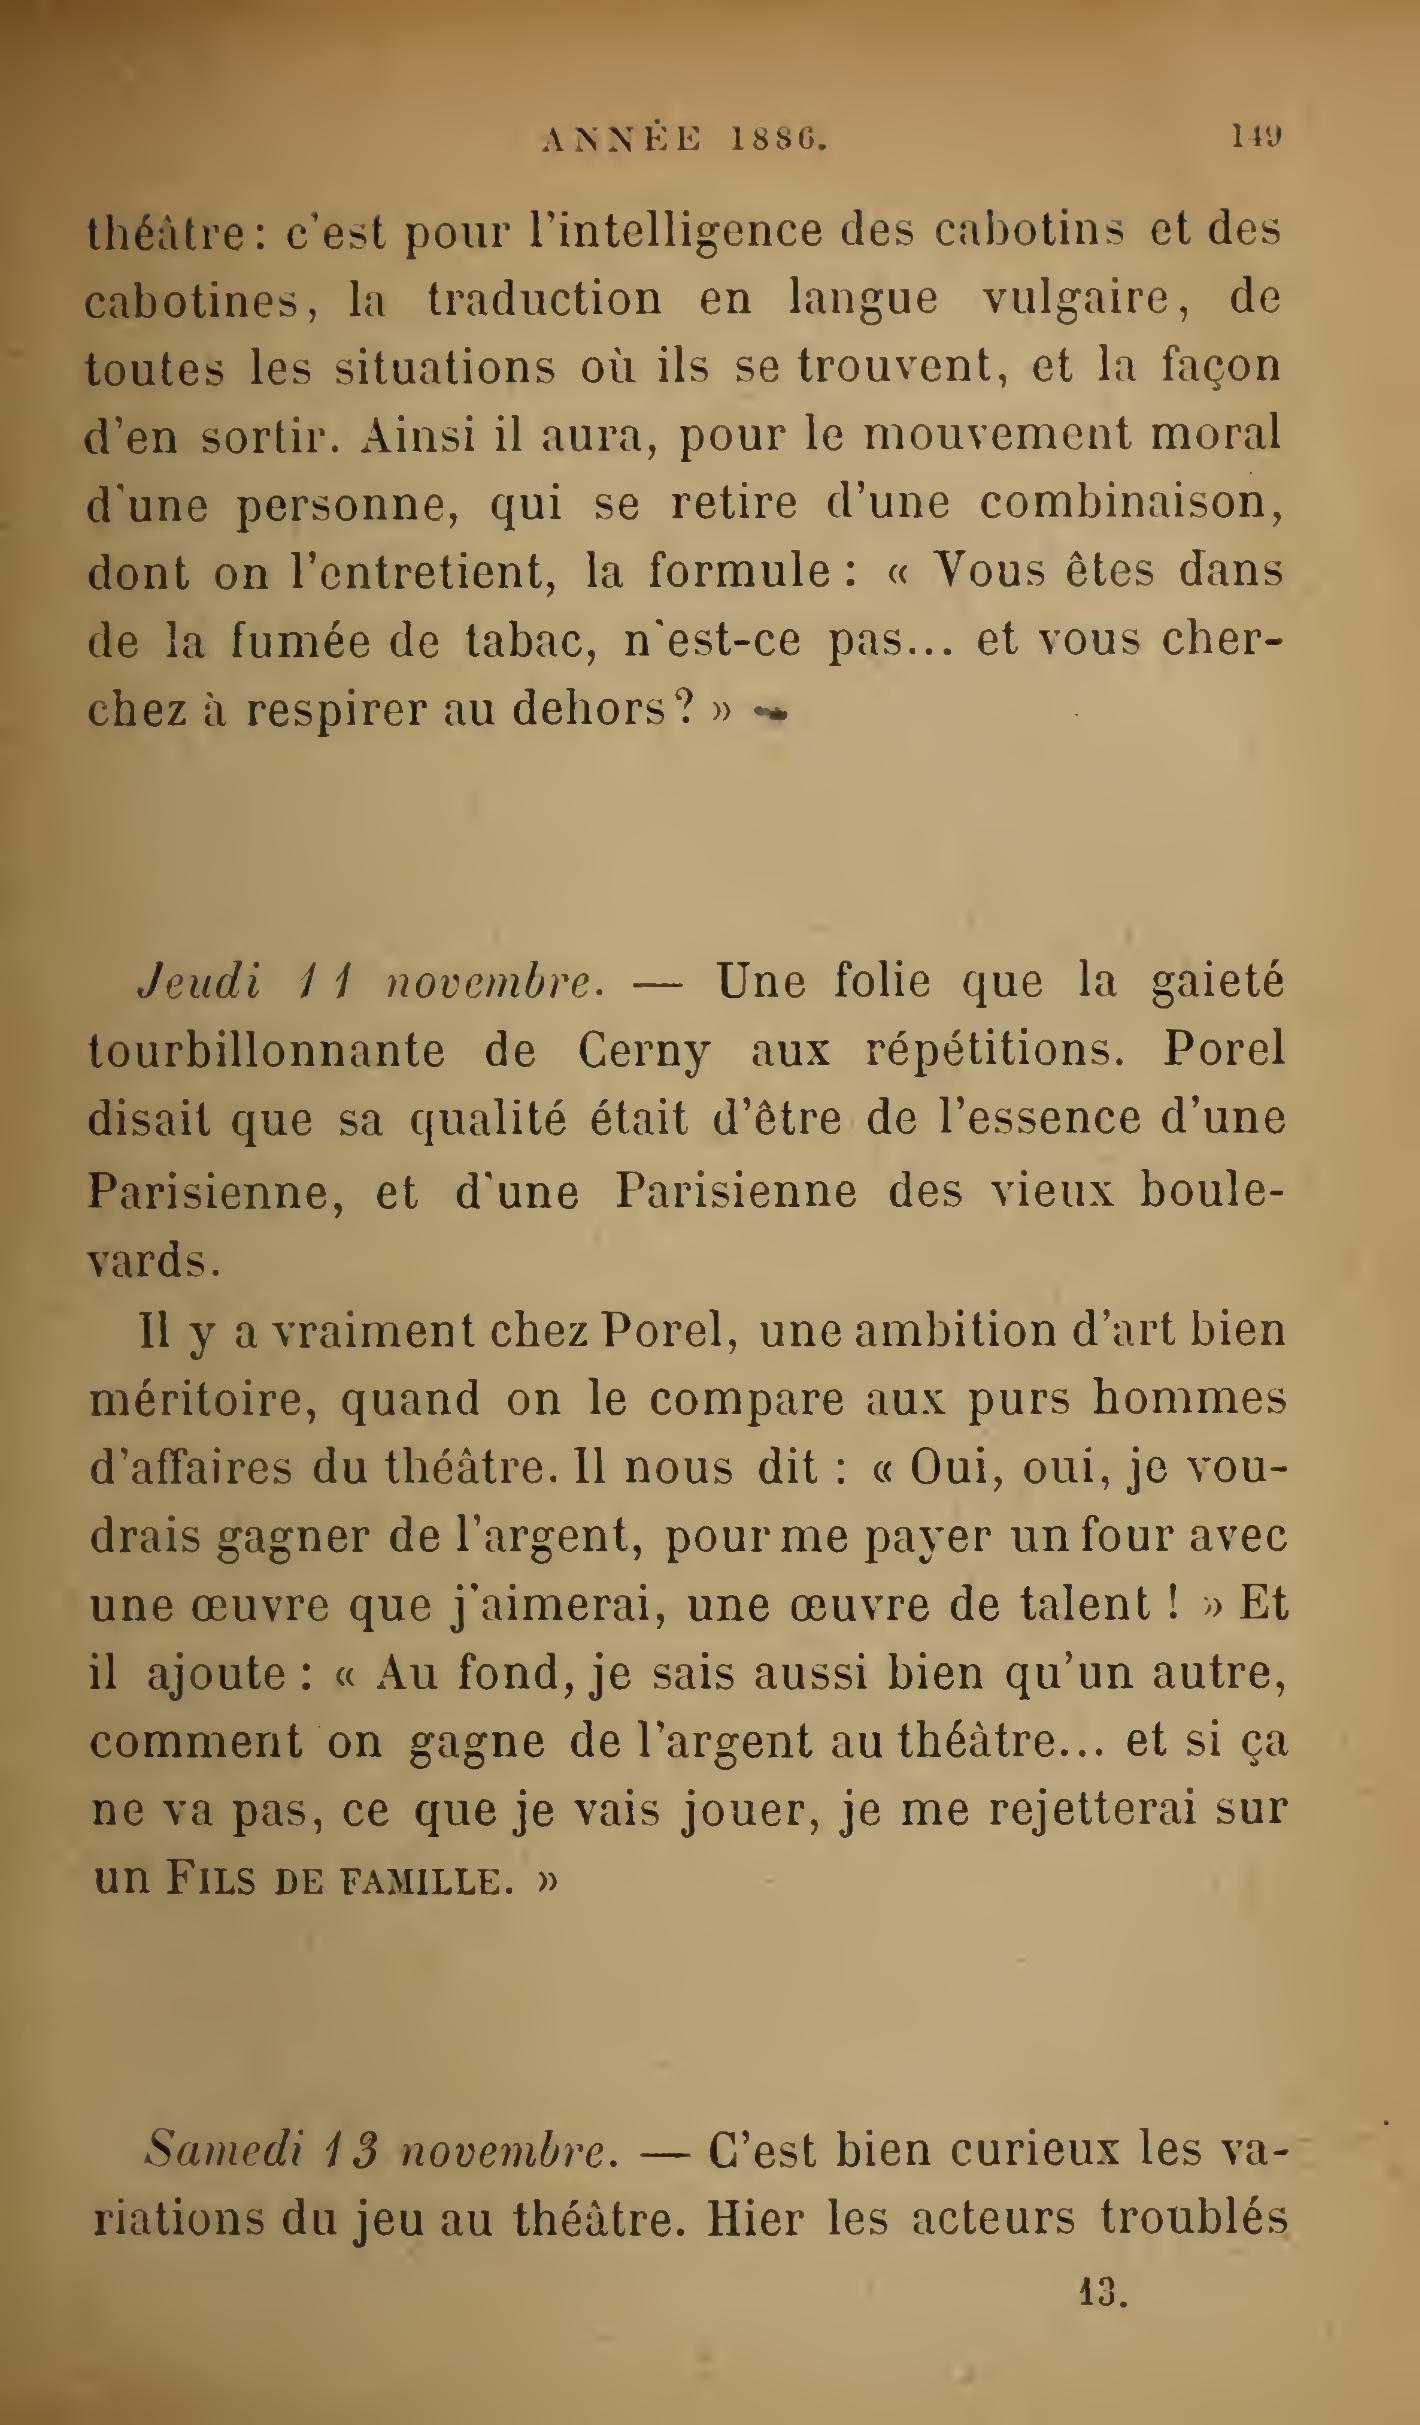 ANNÉE 1886. 149
théâtre: c'est pour l'intelligence des cabotins et des
cabotines, la traduction en langue vulgaire, de
toutes les situations où ils se trouvent, et la façon
d'en sortir. Ainsi il aura, pour le mouvement moral
d'une personne, qui se retire d'une combinaison,
dont on l'entretient, la formule : « Vous êtes dans
de la fumée de tabac, n'est-ce pas... et vous cher-
chez à respirer au dehors ? »
Jeudi 11 novembre. — Une folie que la gaieté
tourbillonnante de Cerny aux répétitions. Porel
disait que sa qualité était d'être de l'essence d'une
Parisienne, et d'une Parisienne des vieux boule-
vards.
Il y a vraiment chez Porel, une ambition d'art bien
méritoire, quand on le compare aux purs hommes
d'affaires du théâtre. Il nous dit : « Oui, oui, je vou-
drais gagner de l'argent, pour me payer un four avec
une œuvre que j'aimerai, une œuvre de talent ! » Et
il ajoute : « Au fond, je sais aussi bien qu'un autre,
comment on gagne de l'argent au théâtre... et si ça
ne va pas, ce que je vais jouer, je me rejetterai sur
un FILS DE FAMILLE. »
Samedi 13 novembre. — C'est bien curieux les va-
riations du jeu au théâtre. Hier les acteurs troublés
13.